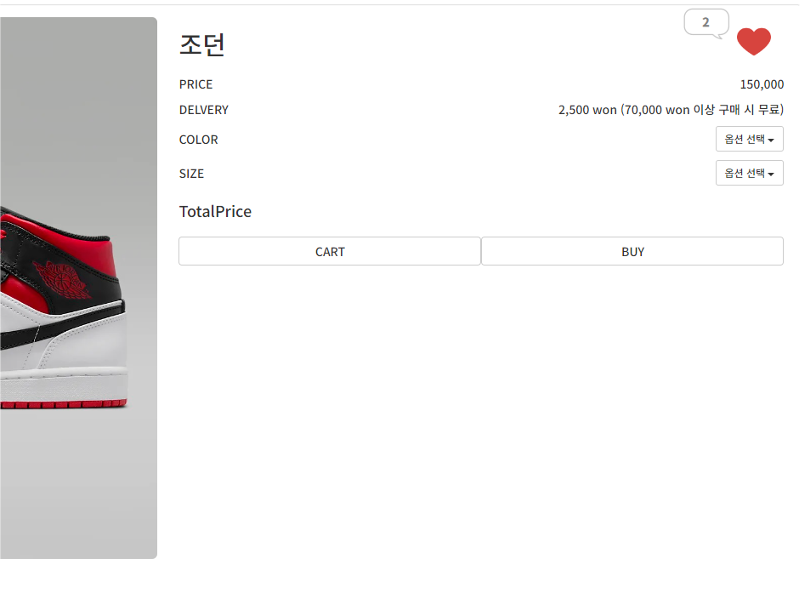 2
조던
PRICE 150,000
DELVERY 2,500 won (70,000 won 이상 구매 시 무료)
COLOR 옵션 선택
SIZE 옵션 선택
TotalPrice
CART BUY